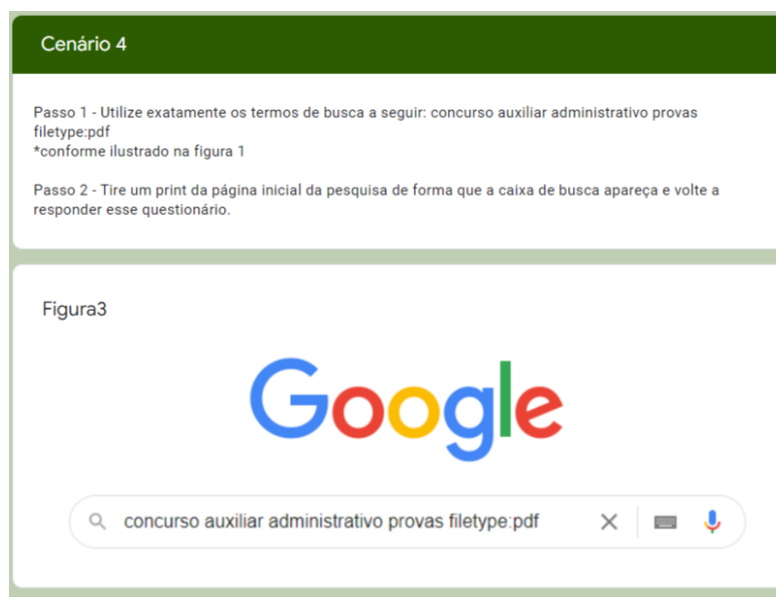 Cenário 4
Passo 1 - Utilize exatamente os termos de busca a seguir: concurso auxiliar administrativo provas
filetype:pdf
*conforme ilustrado na figura 1
Passo 2 - Tire um print da página inicial da pesquisa de forma que a caixa de busca apareça e volte a
responder esse questionário.
Figura3
Google
concurso auxiliar administrativo provas filetype:pdf